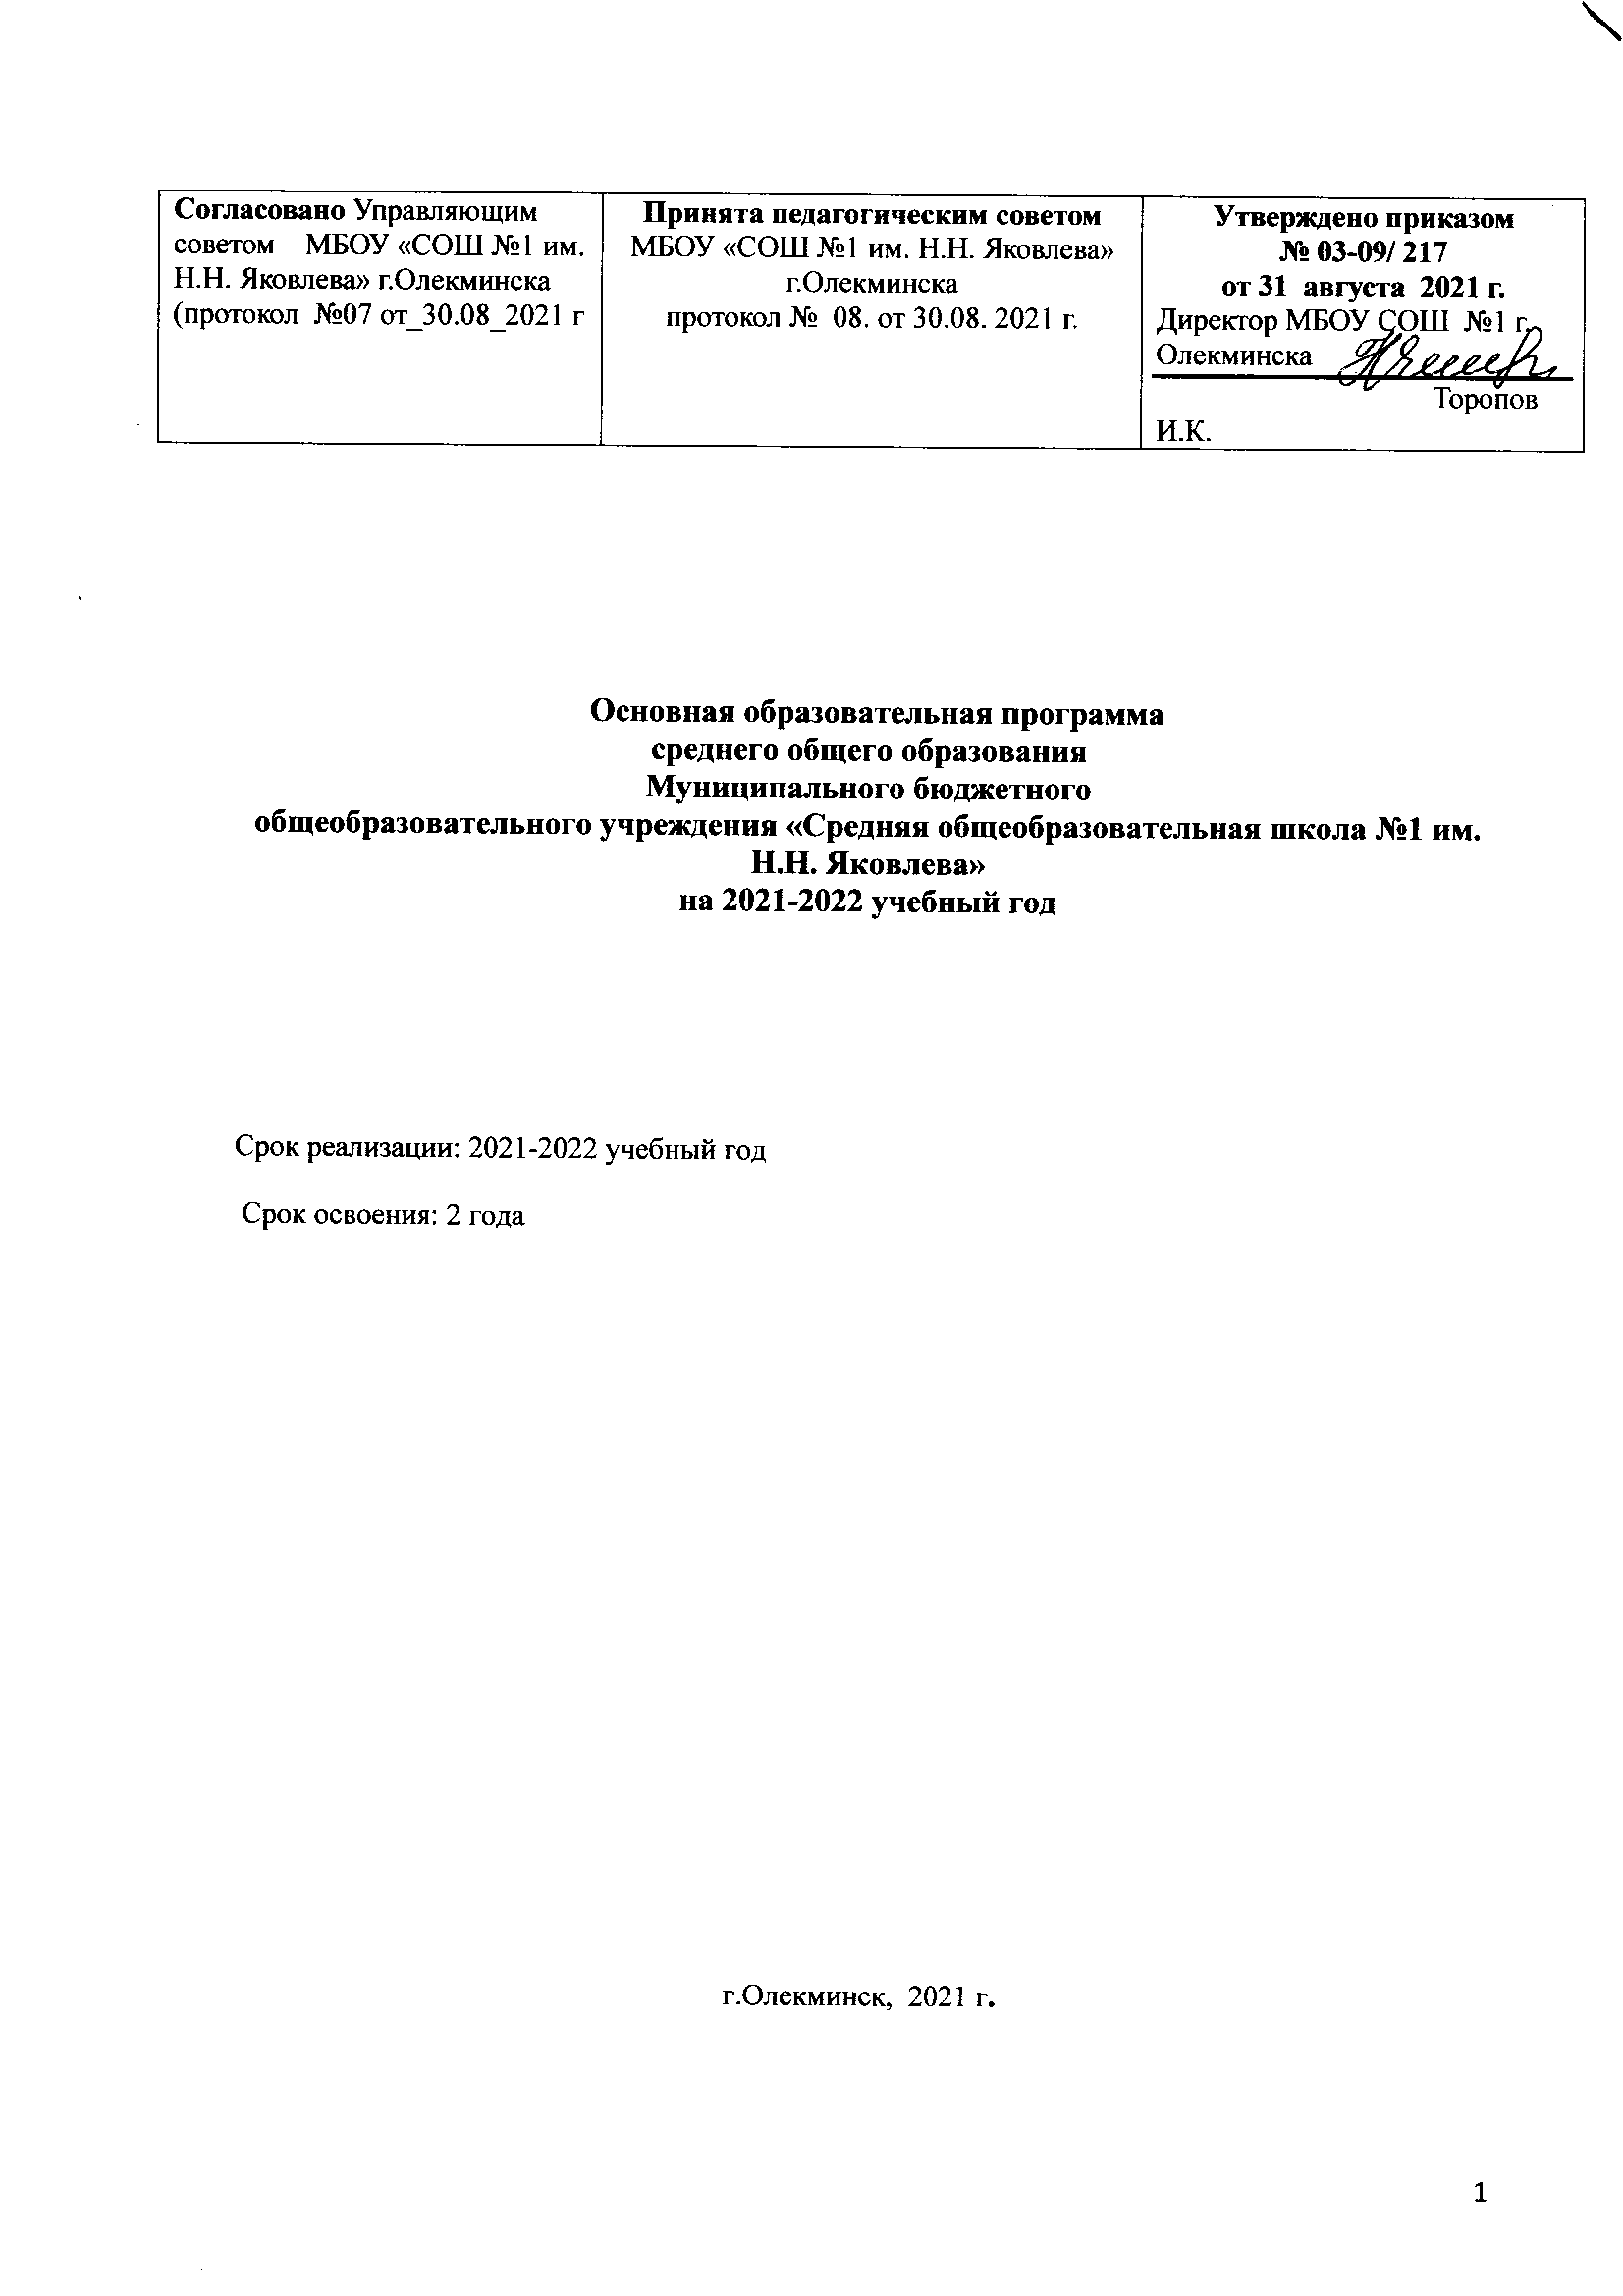 Согласовано Управляющим
советом МБОУ «СОШ №1 им.
Н.Н. Яковлева» г.Олекминска
(протокол №07 от_30.08_2021 г
Принята педагогическим советом
МБОУ «СОШ №1 им. Н.Н. Яковлева»
г.Олекминска
протокол № 08. от 30.08. 2021 г.
Утверждено приказом
№ 03-09/ 217
от 31 августа 2021 г.
Директор МБОУ СОШ №1 г.
Олекминска
Торопов
И.К.
Основная образовательная программа
среднего общего образования
Муниципального бюджетного
общеобразовательного учреждения «Средняя общеобразовательная школа №1 им.
Н.Н. Яковлева»
на 2021-2022 учебный год
Срок реализации: 2021-2022 учебный год
Срок освоения: 2 года
г.Олекминск, 2021 г.
1